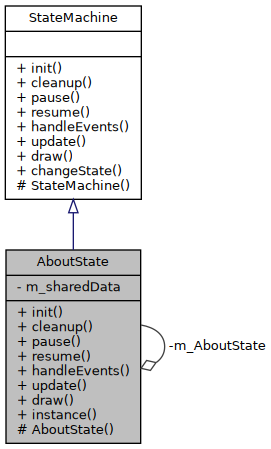 StateMachine
+ init()
+ cleanup()
+ pause()
+ resume()
+ handleEvents()
+ update()
+ draw()
+ changeState()
# StateMachine()
AboutState
- m_sharedData
+ init()
+ cleanup()
+ pause()
+ resume()
+ handleEvents()
+ update()
+ draw()
+ instance()
# AboutState()
-m_AboutState